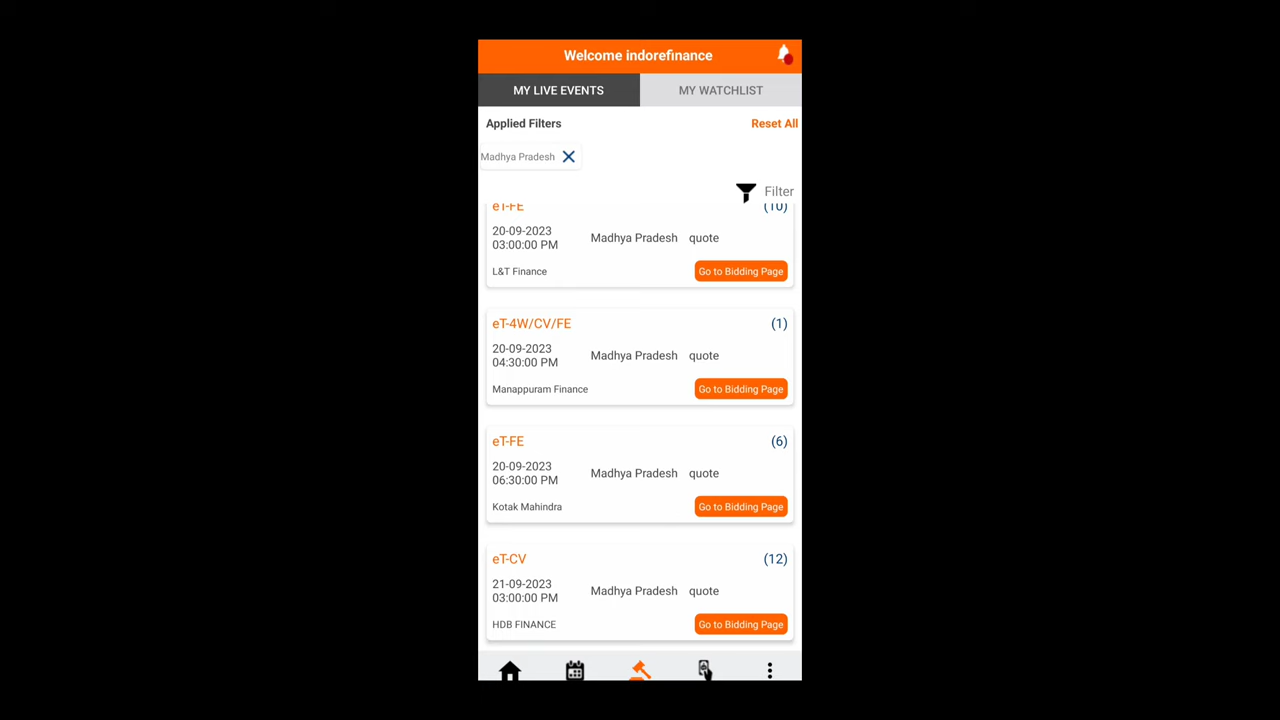 Welcome indorefinance
MY LIVE EVENTS
MY WATCHLIST
Applied Filters
Reset All
Madhya Pradesh
Filter
eT-FE
(10)
20-09-2023
03:00:00 PM
Madhya Pradesh
quote
L&T Finance
Go to Bidding Page
eT-4W/CV/FE
(1)
20-09-2023
04:30:00 PM
Madhya Pradesh
quote
Manappuram Finance
Go to Bidding Page
eT-FE
(6)
20-09-2023
06:30:00 PM
Madhya Pradesh
quote
Kotak Mahindra
Go to Bidding Page
eT-CV
(12)
21-09-2023
03:00:00 PM
Madhya Pradesh
quote
HDB FINANCE
Go to Bidding Page